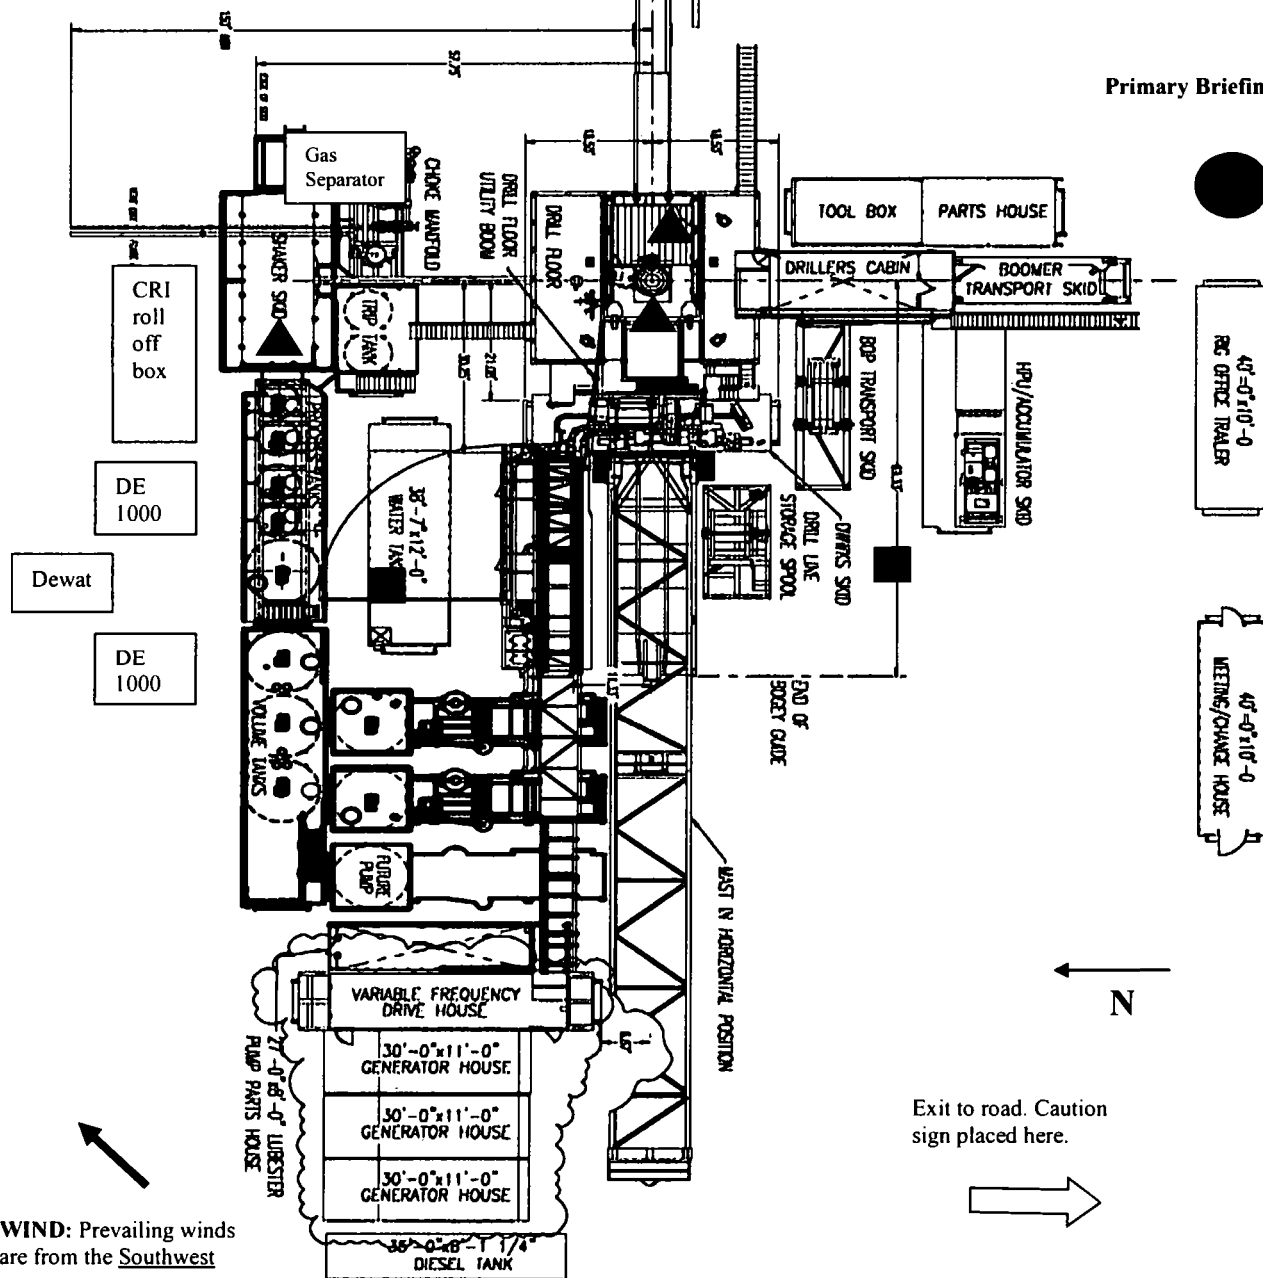 Primary Briefin
Gas
Separator
CHOKE MANIFOLD
DRILL FLOOR
UTILITY BOOM
DRILL FLOOR
TOOL BOX
PARTS HOUSE
DRILLERS CABIN
BOOMER
TRANSPORT SKID
SHAKER SKID
TRIP TANK
CRI
roll
off
box
57.75'
30.25'
BOP TRANSPORT SKID
HPU/ACCUMULATOR SKID
40'-0"x10'-0
RIG OFFICE TRAILER
DE
1000
38'-7"x12'-0"
WATER TANK
DRILL LINE
STORAGE SPOOL
DWKS SKID
Dewat
DE
1000
VOLUME TANKS
END OF
BOGEY GUIDE
40'-0"x10'-0
MEETING/CHANGE HOUSE
FUTURE
PUMP
MAST IN HORIZONTAL POSITION
VARIABLE FREQUENCY
DRIVE HOUSE
N
30'-0"x11'-0"
GENERATOR HOUSE
30'-0"x11'-0"
GENERATOR HOUSE
30'-0"x11'-0"
GENERATOR HOUSE
27'-0"x8'-0" LUBESTER
PUMP PARTS HOUSE
Exit to road. Caution
sign placed here.
WIND: Prevailing winds
are from the Southwest
DIESEL TANK